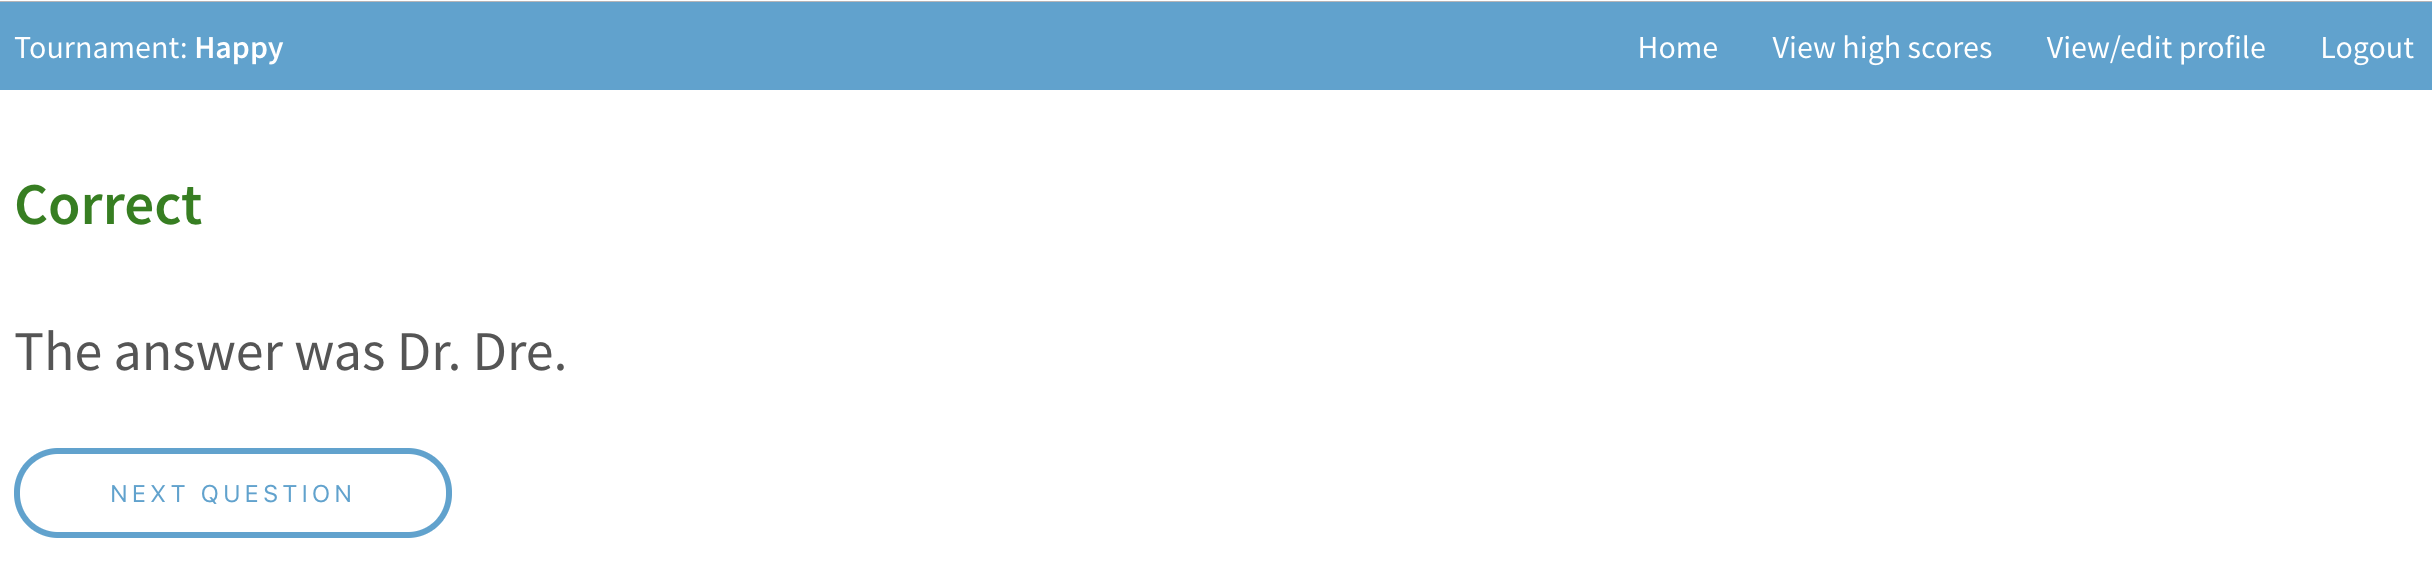 Tournament: Happy Home View high scores View/edit profile Logout
Correct
The answer was Dr. Dre.
NEXT QUESTION